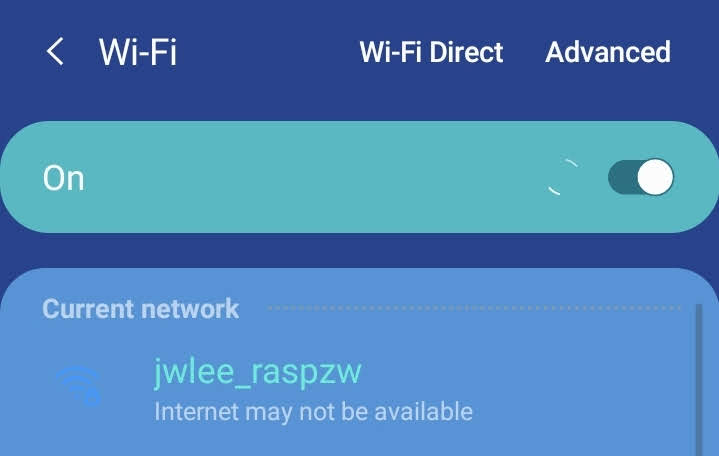 Wi-Fi Wi-Fi Direct Advanced
On
Current network
jwlee_raspzw
Internet may not be available